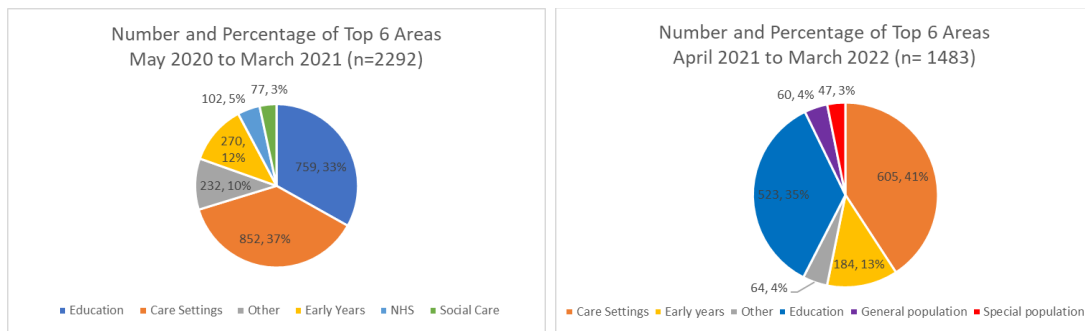 Number and Percentage of Top 6 Areas
May 2020 to March 2021 (n=2292)
77, 3%
102, 5%
270,
12%
759, 33%
232, 10%
852, 37%
Education
Care Settings
Other
Early Years
NHS
Social Care
Number and Percentage of Top 6 Areas
April 2021 to March 2022 (n= 1483)
60, 4%
47, 3%
605, 41%
523, 35%
184, 13%
64, 4%
Care Settings
Early years
Other
Education
General population
Special population